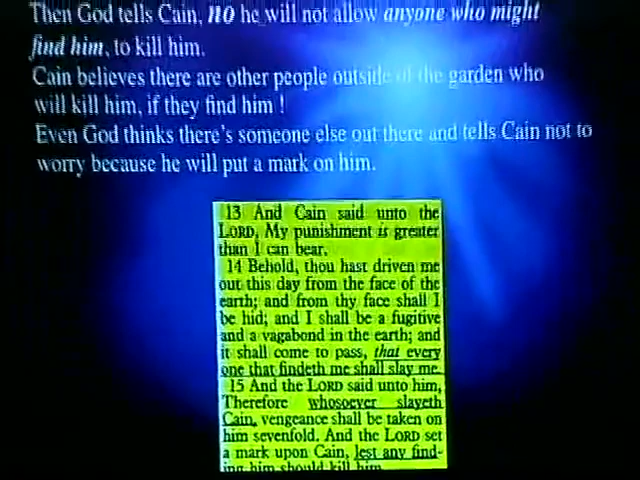 Then God tells Cain, no he will not allow anyone who might
find him, to kill him.
Cain believes there are other people outside of the garden who
will kill him, if they find him !
Even God thinks there's someone else out there and tells Cain not to
worry because he will put a mark on him.
13 And Cain said unto the
LORD, My punishment is greater
than I can bear.
14 Behold, thou hast driven me
out this day from the face of the
earth; and from thy face shall I
be hid; and I shall be a fugitive
and a vagabond in the earth; and
it shall come to pass, that every
one that findeth me shall slay me.
15 And the LORD said unto him,
Therefore whosoever slayeth
Cain, vengeance shall be taken on
him sevenfold. And the LORD set
a mark upon Cain, lest any find-
ing him should kill him.